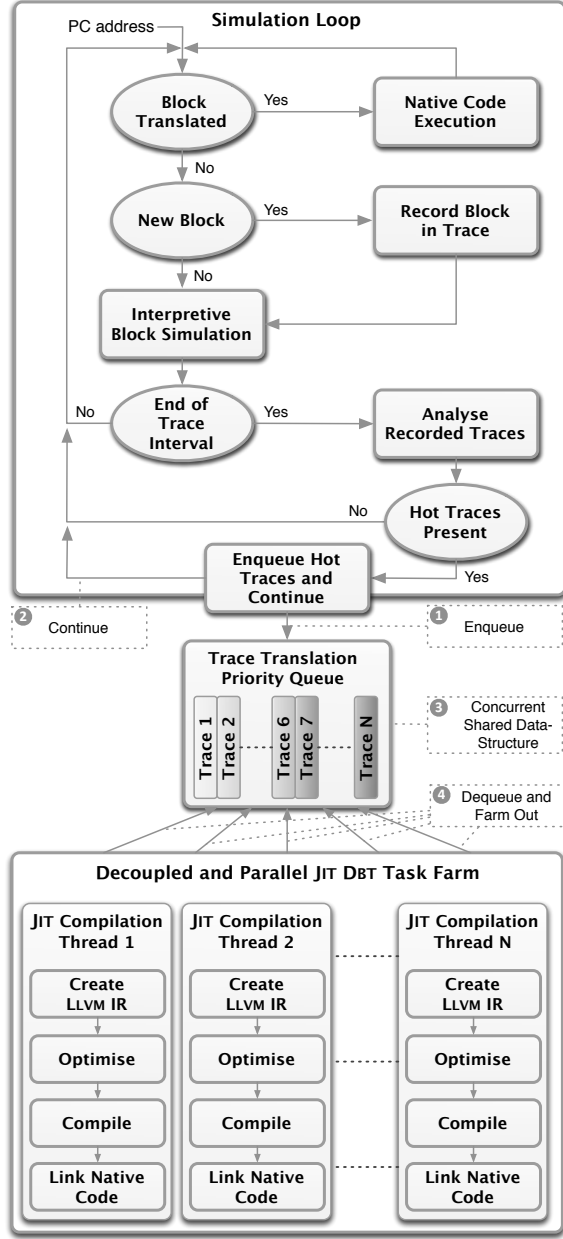 Simulation Loop
PC address
Block
Translated
Yes
Native Code
Execution
No
New Block
Yes
Record Block
in Trace
No
Interpretive
Block Simulation
No
End of
Trace
Interval
Yes
Analyse
Recorded Traces
No
Hot Traces
Present
Yes
Enqueue Hot
Traces and
Continue
2 Continue
1 Enqueue
Trace Translation
Priority Queue
Trace 1
Trace 2
Trace 6
Trace 7
Trace N
3 Concurrent
Shared Data-
Structure
4 Dequeue and
Farm Out
Decoupled and Parallel JIT DBT Task Farm
JIT Compilation
Thread 1
Create
LLVM IR
Optimise
Compile
Link Native
Code
JIT Compilation
Thread 2
Create
LLVM IR
Optimise
Compile
Link Native
Code
JIT Compilation
Thread N
Create
LLVM IR
Optimise
Compile
Link Native
Code